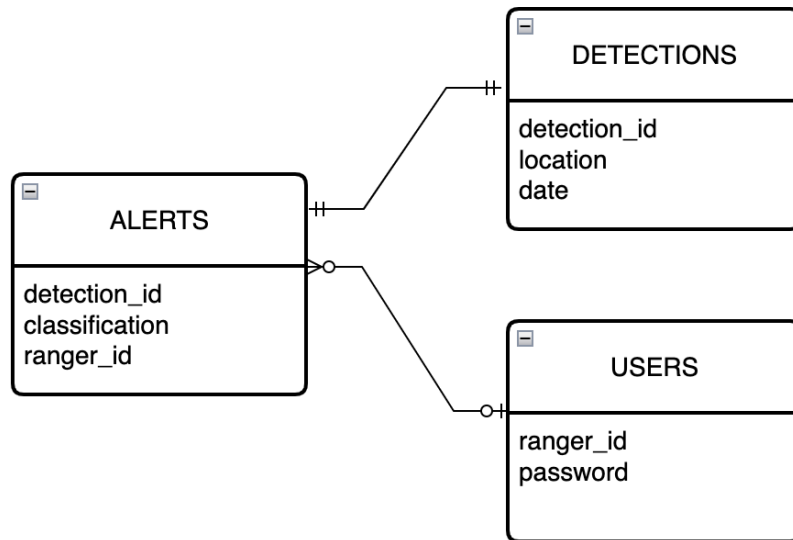 DETECTIONS
detection_id
location
date
ALERTS
detection_id
classification
ranger_id
USERS
ranger_id
password